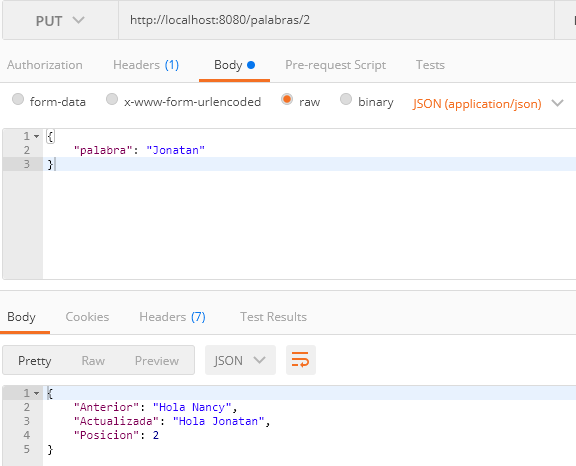 PUT http://localhost:8080/palabras/2
Authorization Headers (1) Body Pre-request Script Tests
form-data x-www-form-urlencoded raw binary JSON (application/json)
1 {
2 "palabra": "Jonatan"
3 }
Body Cookies Headers (7) Test Results
Pretty Raw Preview JSON
1 {
2 "Anterior": "Hola Nancy",
3 "Actualizada": "Hola Jonatan",
4 "Posicion": 2
5 }